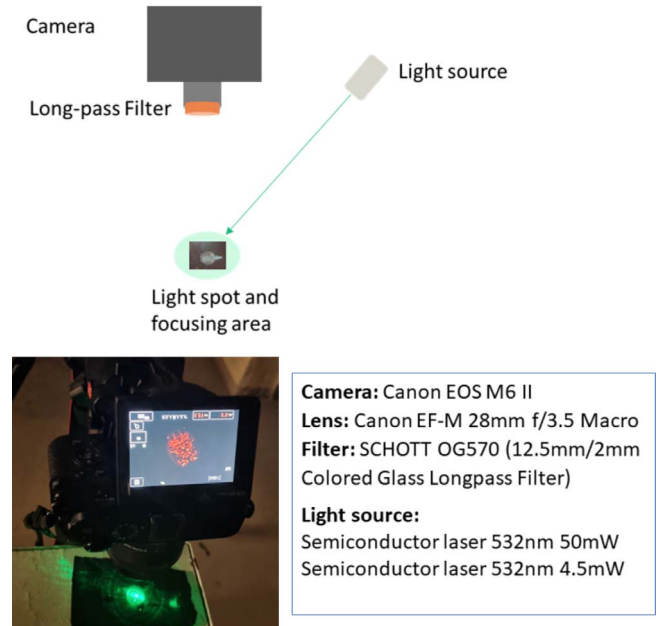 Camera
Light source
Long-pass Filter
Light spot and
focusing area
Camera: Canon EOS M6 II
Lens: Canon EF-M 28mm f/3.5 Macro
Filter: SCHOTT OG570 (12.5mm/2mm
Colored Glass Longpass Filter)
Light source:
Semiconductor laser 532nm 50mW
Semiconductor laser 532nm 4.5mW